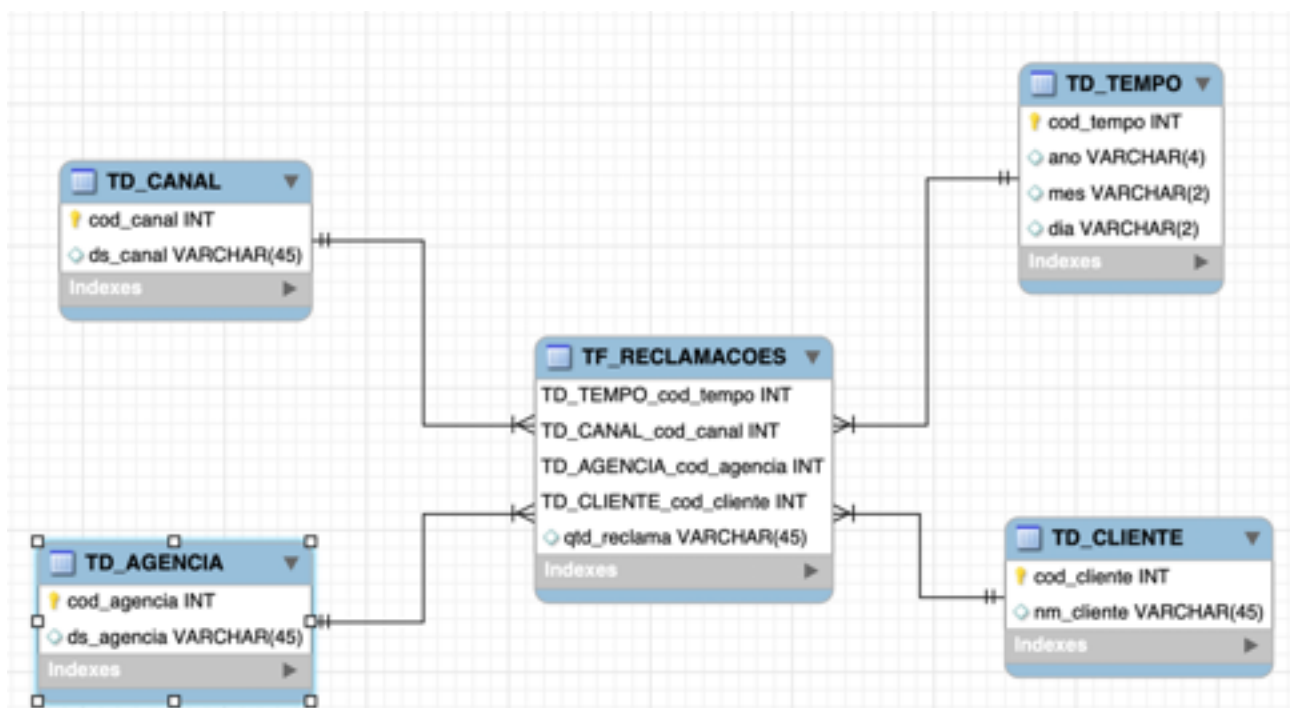 TD_CANAL
cod_canal INT
ds_canal VARCHAR(45)
Indexes
TD_TEMPO
cod_tempo INT
ano VARCHAR(4)
mes VARCHAR(2)
dia VARCHAR(2)
Indexes
TF_RECLAMACOES
TD_TEMPO_cod_tempo INT
TD_CANAL_cod_canal INT
TD_AGENCIA_cod_agencia INT
TD_CLIENTE_cod_cliente INT
qtd_reclama VARCHAR(45)
Indexes
TD_AGENCIA
cod_agencia INT
ds_agencia VARCHAR(45)
Indexes
TD_CLIENTE
cod_cliente INT
nm_cliente VARCHAR(45)
Indexes